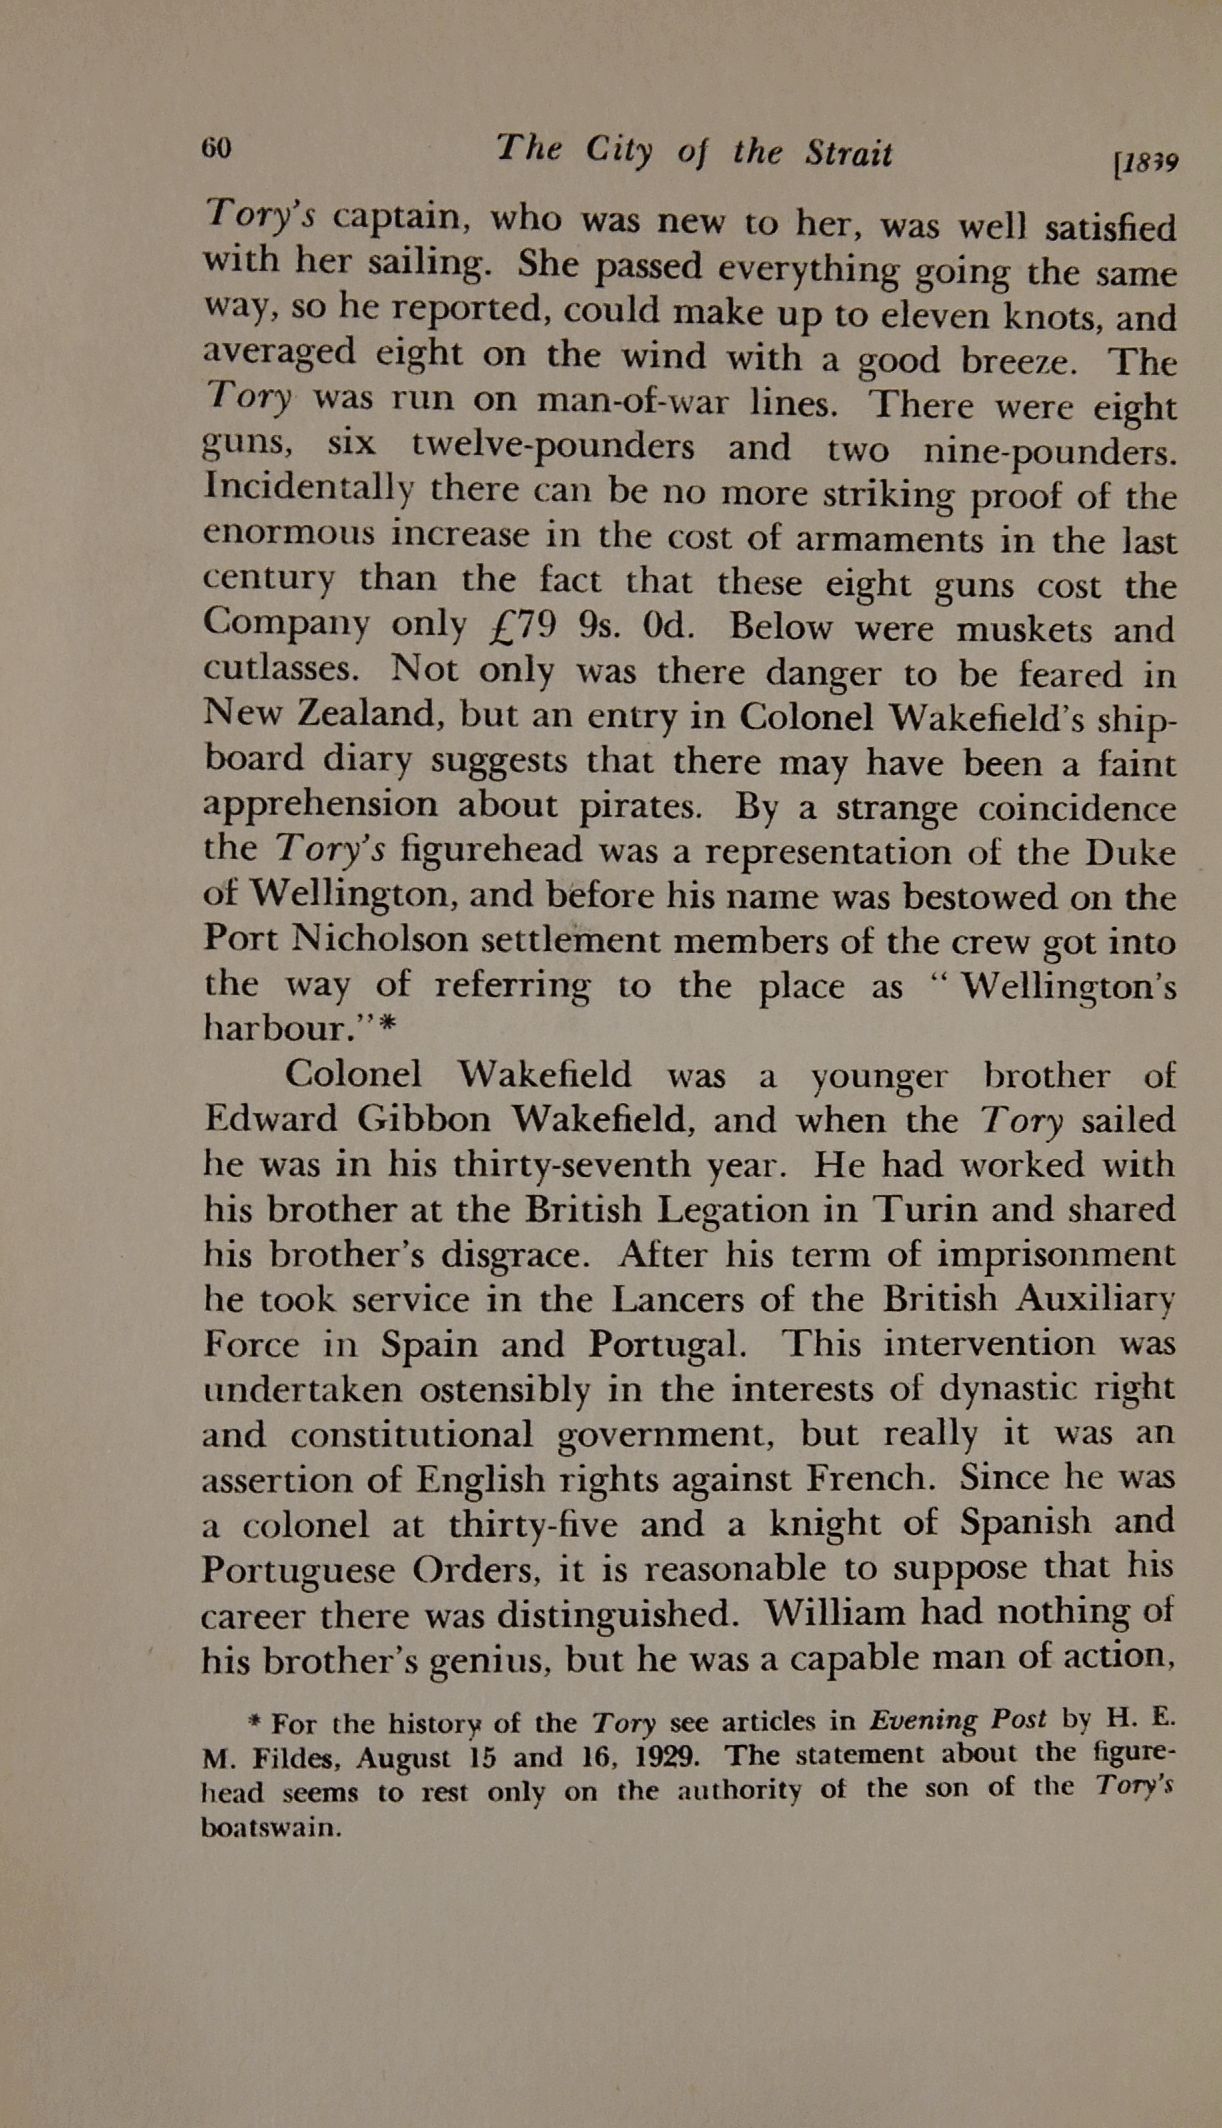 60 The City of the Strait [1839
Tory's captain, who was new to her, was well satisfied
with her sailing. She passed everything going the same
way, so he reported, could make up to eleven knots, and
averaged eight on the wind with a good breeze. The
Tory was run on man-of-war lines. There were eight
guns, six twelve-pounders and two nine-pounders.
Incidentally there can be no more striking proof of the
enormous increase in the cost of armaments in the last
century than the fact that these eight guns cost the
Company only £79 9s. 0d. Below were muskets and
cutlasses. Not only was there danger to be feared in
New Zealand, but an entry in Colonel Wakefield's ship-
board diary suggests that there may have been a faint
apprehension about pirates. By a strange coincidence
the Tory's figurehead was a representation of the Duke
of Wellington, and before his name was bestowed on the
Port Nicholson settlement members of the crew got into
the way of referring to the place as "Wellington's
harbour."*
Colonel Wakefield was a younger brother of
Edward Gibbon Wakefield, and when the Tory sailed
he was in his thirty-seventh year. He had worked with
his brother at the British Legation in Turin and shared
his brother's disgrace. After his term of imprisonment
he took service in the Lancers of the British Auxiliary
Force in Spain and Portugal. This intervention was
undertaken ostensibly in the interests of dynastic right
and constitutional government, but really it was an
assertion of English rights against French. Since he was
a colonel at thirty-five and a knight of Spanish and
Portuguese Orders, it is reasonable to suppose that his
career there was distinguished. William had nothing of
his brother's genius, but he was a capable man of action,
* For the history of the Tory see articles in Evening Post by H. E.
M. Fildes, August 15 and 16, 1929. The statement about the figure-
head seems to rest only on the authority of the son of the Tory's
boatswain.